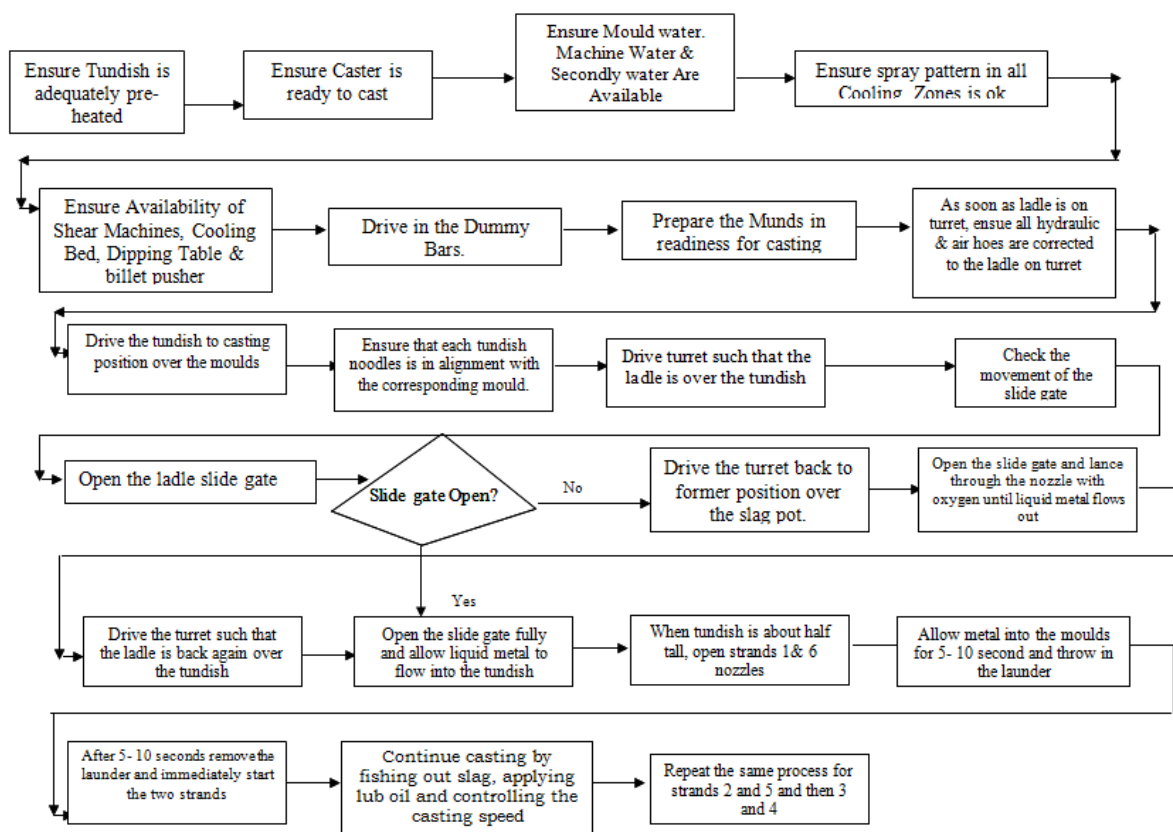 Ensure Tundish is
adequately pre-
heated
Ensure Caster is
ready to cast
Ensure Mould water.
Machine Water &
Secondly water Are
Available
Ensure spray pattern in all
Cooling Zones is ok
Ensure Availability of
Shear Machines, Cooling
Bed, Dipping Table &
billet pusher
Drive in the Dummy
Bars.
Prepare the Munds in
readiness for casting
As soon as ladle is on
turret, ensue all hydraulic
& air hoes are corrected
to the ladle on turret
Drive the tundish to casting
position over the moulds
Ensure that each tundish
noodles is in alignment with
the corresponding mould.
Drive turret such that the
ladle is over the tundish
Check the
movement of the
slide gate
Open the ladle slide gate
Slide gate Open?
No
Drive the turret back to
former position over
the slag pot.
Open the slide gate and lance
through the nozzle with
oxygen until liquid metal flows
out
Yes
Drive the turret such that
the ladle is back again over
the tundish
Open the slide gate fully
and allow liquid metal to
flow into the tundish
When tundish is about half
tall, open strands 1& 6
nozzles
Allow metal into the moulds
for 5- 10 second and throw in
the launder
After 5- 10 seconds remove the
launder and immediately start
the two strands
Continue casting by
fishing out slag, applying
lub oil and controlling the
casting speed
Repeat the same process for
strands 2 and 5 and then 3
and 4